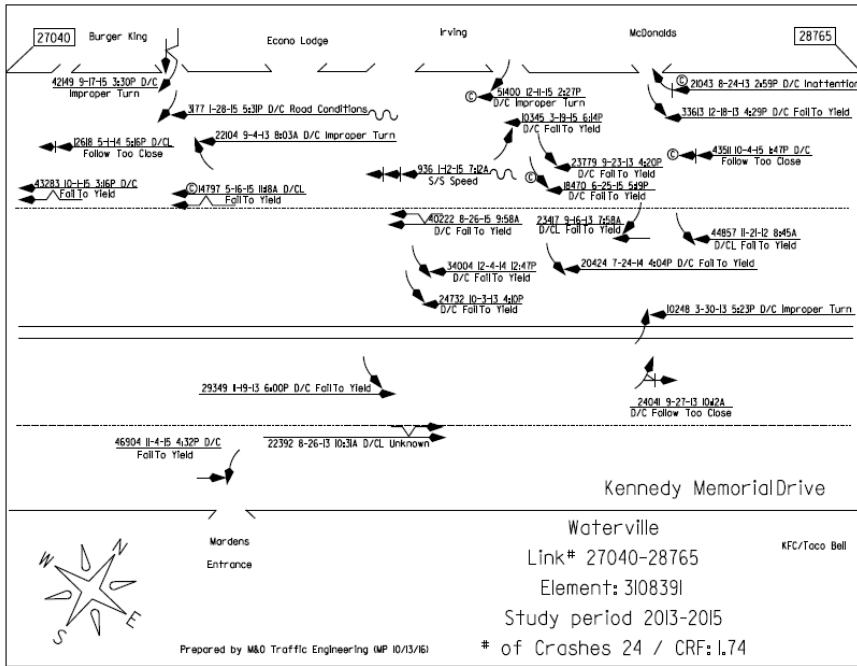 27040
Burger King
Econo Lodge
Irving
McDonalds
28765
42149 9-17-15 3:30P D/C
Improper Turn
51400 12-11-15 2:27P
D/C Improper Turn
21043 8-24-13 2:59P D/C Inattention
3177 1-28-15 5:31P D/C Road Conditions
10345 3-19-15 6:14P
D/C Fail To Yield
33613 12-18-13 4:29P D/C Fail To Yield
12618 5-1-14 5:16P D/CL
Follow Too Close
22104 9-4-13 8:03A D/C Improper Turn
936 1-12-15 7:12A
S/S Speed
23779 9-23-13 4:20P
D/C Fail To Yield
43511 10-4-15 1:47P D/C
Follow Too Close
43283 10-1-15 3:16P D/C
Fail To Yield
C 14797 5-16-15 11:18A D/CL
Fail To Yield
18470 6-25-15 5:19P
D/C Fail To Yield
40222 8-26-15 9:58A
D/C Fail To Yield
23417 9-16-13 7:58A
D/CL Fail To Yield
44857 11-21-12 8:45A
D/CL Fail To Yield
34004 12-4-14 12:47P
D/C Fail To Yield
20424 7-24-14 4:04P D/C Fail To Yield
24732 10-3-13 4:10P
D/C Fail To Yield
10248 3-30-13 5:23P D/C Improper Turn
29349 11-19-13 6:00P D/C Fail To Yield
24041 9-27-13 10:12A
D/C Follow Too Close
46904 11-4-15 4:32P D/C
Fail To Yield
22392 8-26-13 10:31A D/CL Unknown
Kennedy Memorial Drive
Mardens
Entrance
Waterville
Link# 27040-28765
KFC/Taco Bell
Element: 3108391
Study period 2013-2015
# of Crashes 24 / CRF: 1.74
W
N
S
E
Prepared by M&O Traffic Engineering (WP 10/13/16)